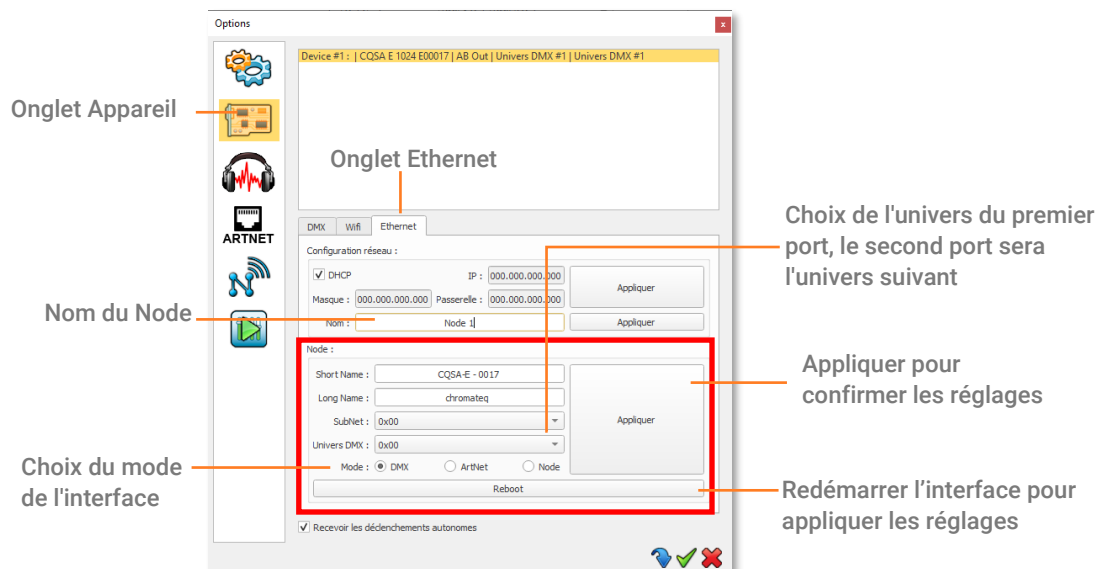 Options
x
Device #1 : | CQSA E 1024 E00017 | AB Out | Univers DMX #1 | Univers DMX #1
Onglet Appareil
Onglet Ethernet
ARTNET
DMX Wifi Ethernet
Choix de l'univers du premier
port, le second port sera
l'univers suivant
Configuration réseau :
DHCP IP : 000.000.000.000 Appliquer
Masque : 000.000.000.000 Passerelle : 000.000.000.000
Nom du Node
Nom : Node 1 Appliquer
Node :
Short Name : CQSA-E - 0017
Long Name : chromateq
SubNet : 0x00 Appliquer
Univers DMX : 0x00
Mode : DMX ArtNet Node
Reboot
Appliquer pour
confirmer les réglages
Choix du mode
de l'interface
Redémarrer l’interface pour
appliquer les réglages
Recevoir les déclenchements autonomes